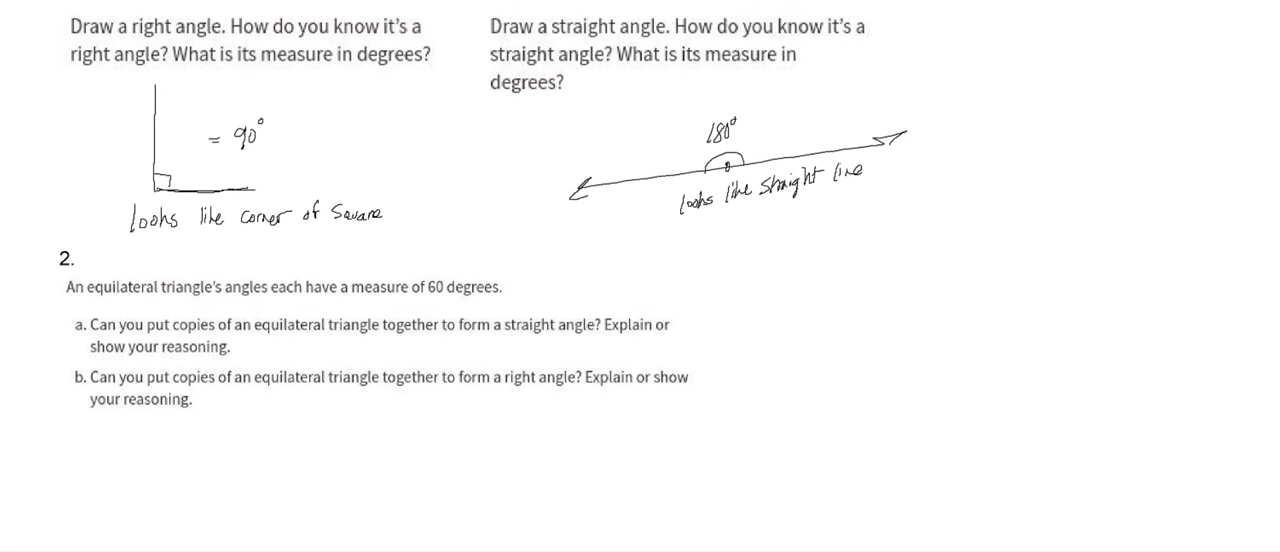 Draw a right angle. How do you know it's a
right angle? What is its measure in degrees?
= 90°
looks like corner of Square
Draw a straight angle. How do you know it's a
straight angle? What is its measure in
degrees?
180°
looks like straight line
2.
An equilateral triangle's angles each have a measure of 60 degrees.
a. Can you put copies of an equilateral triangle together to form a straight angle? Explain or
show your reasoning.
b. Can you put copies of an equilateral triangle together to form a right angle? Explain or show
your reasoning.